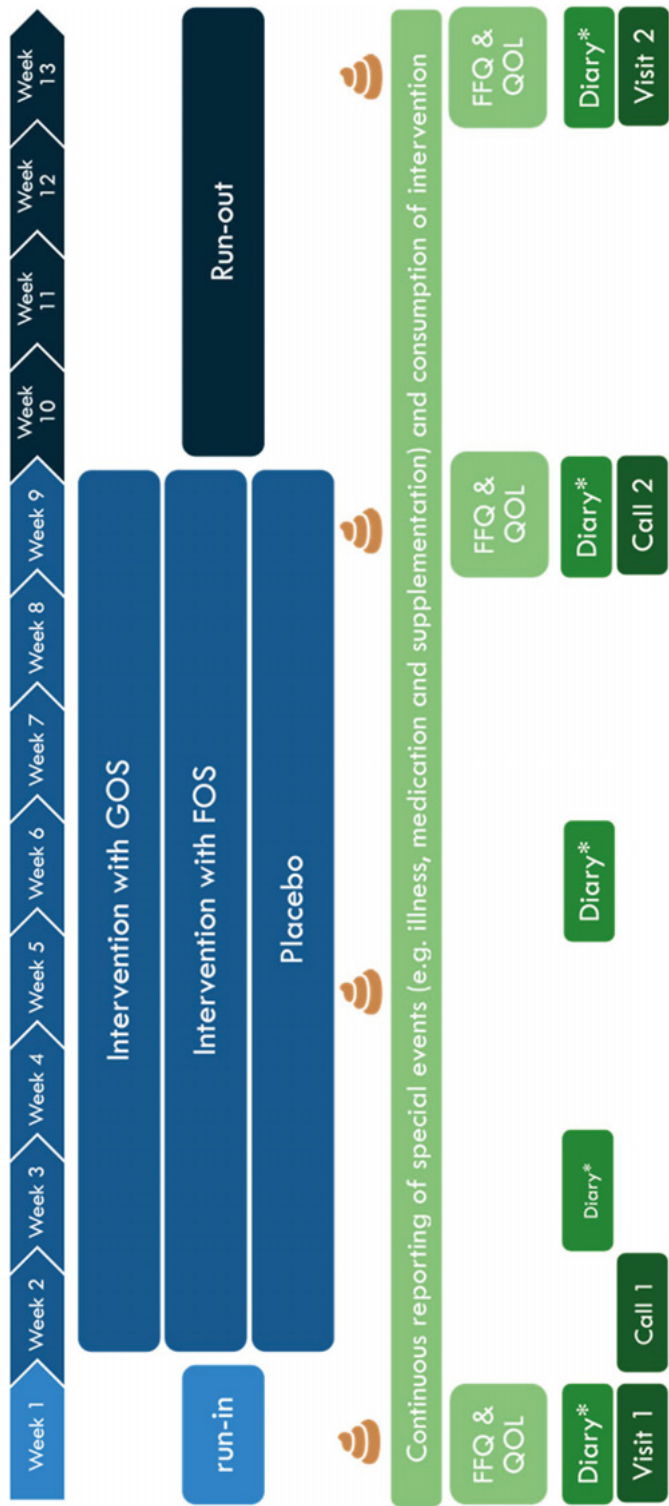 Week 1
Week 2
Week 3
Week 4
Week 5
Week 6
Week 7
Week 8
Week 9
Week
10
Week
11
Week
12
Week
13
Intervention with GOS
run-in
Intervention with FOS
Run-out
Placebo
Continuous reporting of special events (e.g. illness, medication and supplementation) and consumption of intervention
FFQ &
QOL
FFQ &
QOL
FFQ &
QOL
Diary*
Diary*
Diary*
Diary*
Diary*
Visit 1
Call 1
Call 2
Visit 2